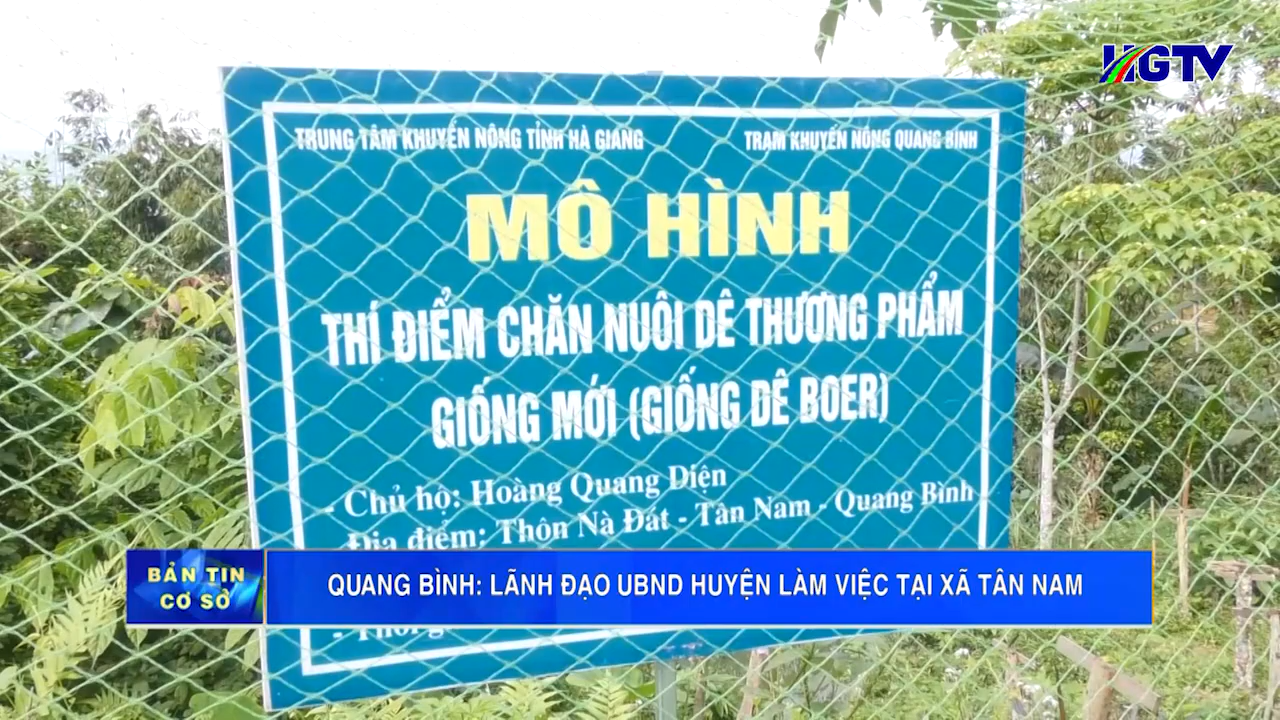 HGTV
TRUNG TÂM KHUYẾN NÔNG TỈNH HÀ GIANG
TRẠM KHUYẾN NÔNG QUANG BÌNH
MÔ HÌNH
THÍ ĐIỂM CHĂN NUÔI DÊ THƯƠNG PHẨM
GIỐNG MỚI (GIỐNG DÊ BOER)
- Chủ hộ: Hoàng Quang Diện
- Địa điểm: Thôn Nà Đát - Tân Nam - Quang Bình
BẢN TIN
CƠ SỞ
QUANG BÌNH: LÃNH ĐẠO UBND HUYỆN LÀM VIỆC TẠI XÃ TÂN NAM